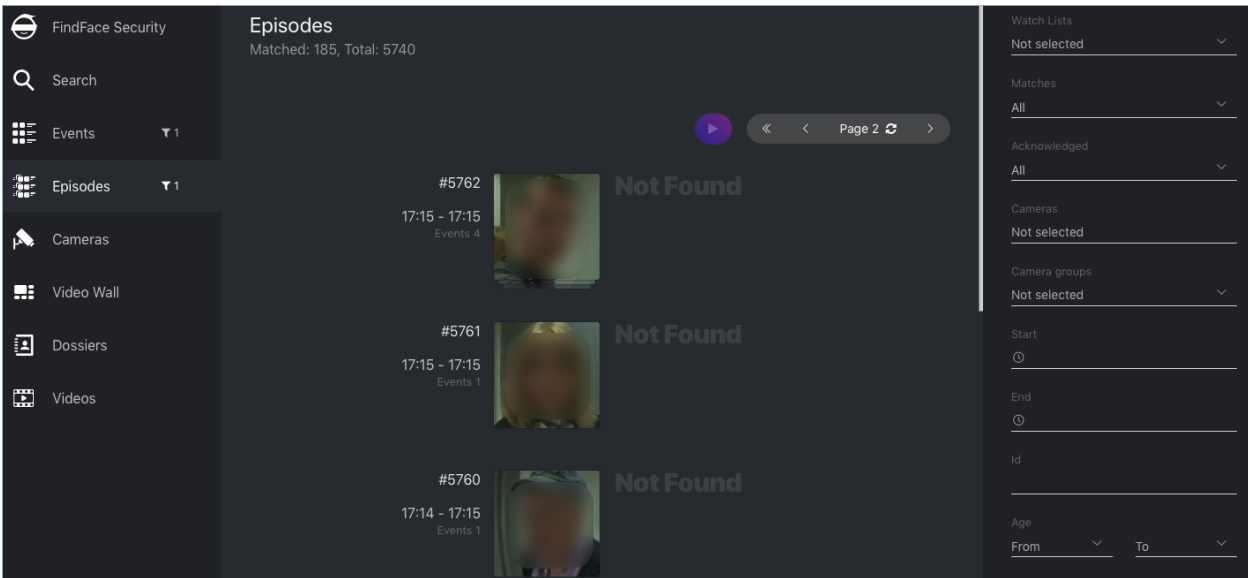 FindFace Security
Search
Events 1
Episodes 1
Cameras
Video Wall
Dossiers
Videos
Episodes
Matched: 185, Total: 5740
Page 2
#5762
17:15 - 17:15
Events 4
Not Found
#5761
17:15 - 17:15
Events 1
Not Found
#5760
17:14 - 17:15
Events 1
Not Found
Watch Lists
Not selected
Matches
All
Acknowledged
All
Cameras
Not selected
Camera groups
Not selected
Start
End
Id
Age
From To